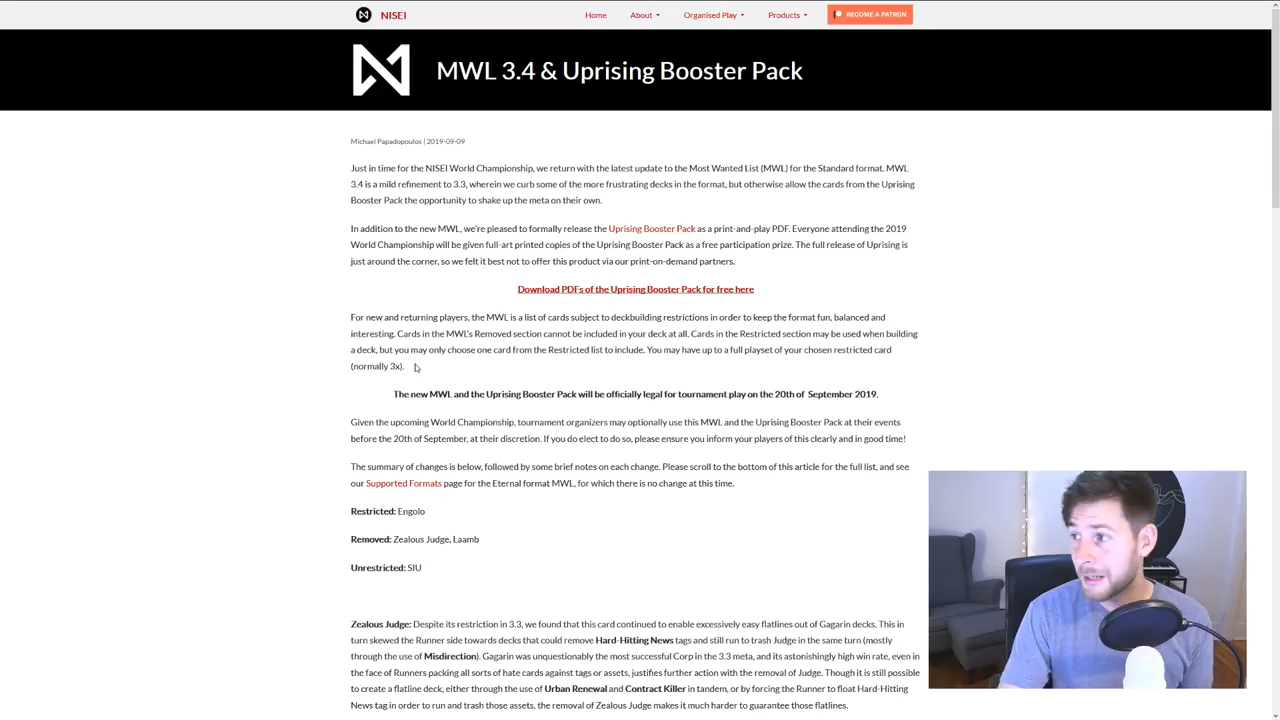 NISEI
Home About Organised Play Products BECOME A PATRON
MWL 3.4 & Uprising Booster Pack
Michael Papadopoulos | 2019-09-09
Just in time for the NISEI World Championship, we return with the latest update to the Most Wanted List (MWL) for the Standard format. MWL
3.4 is a mild refinement to 3.3, wherein we curb some of the more frustrating decks in the format, but otherwise allow the cards from the Uprising
Booster Pack the opportunity to shake up the meta on their own.
In addition to the new MWL, we're pleased to formally release the Uprising Booster Pack as a print-and-play PDF. Everyone attending the 2019
World Championship will be given full-art printed copies of the Uprising Booster Pack as a free participation prize. The full release of Uprising is
just around the corner, so we felt it best not to offer this product via our print-on-demand partners.
Download PDFs of the Uprising Booster Pack for free here
For new and returning players, the MWL is a list of cards subject to deckbuilding restrictions in order to keep the format fun, balanced and
interesting. Cards in the MWL's Removed section cannot be included in your deck at all. Cards in the Restricted section may be used when building
a deck, but you may only choose one card from the Restricted list to include. You may have up to a full playset of your chosen restricted card
(normally 3x).
The new MWL and the Uprising Booster Pack will be officially legal for tournament play on the 20th of September 2019.
Given the upcoming World Championship, tournament organizers may optionally use this MWL and the Uprising Booster Pack at their events
before the 20th of September, at their discretion. If you do elect to do so, please ensure you inform your players of this clearly and in good time!
The summary of changes is below, followed by some brief notes on each change. Please scroll to the bottom of this article for the full list, and see
our Supported Formats page for the Eternal format MWL, for which there is no change at this time.
Restricted: Engolo
Removed: Zealous Judge, Laamb
Unrestricted: SIU
Zealous Judge: Despite its restriction in 3.3, we found that this card continued to enable excessively easy flatlines out of Gagarin decks. This in
turn skewed the Runner side towards decks that could remove Hard-Hitting News tags and still run to trash Judge in the same turn (mostly
through the use of Misdirection). Gagarin was unquestionably the most successful Corp in the 3.3 meta, and its astonishingly high win rate, even in
the face of Runners packing all sorts of hate cards against tags or assets, justifies further action with the removal of Judge. Though it is still possible
to create a flatline deck, either through the use of Urban Renewal and Contract Killer in tandem, or by forcing the Runner to float Hard-Hitting
News tag in order to run and trash those assets, the removal of Zealous Judge makes it much harder to guarantee those flatlines.